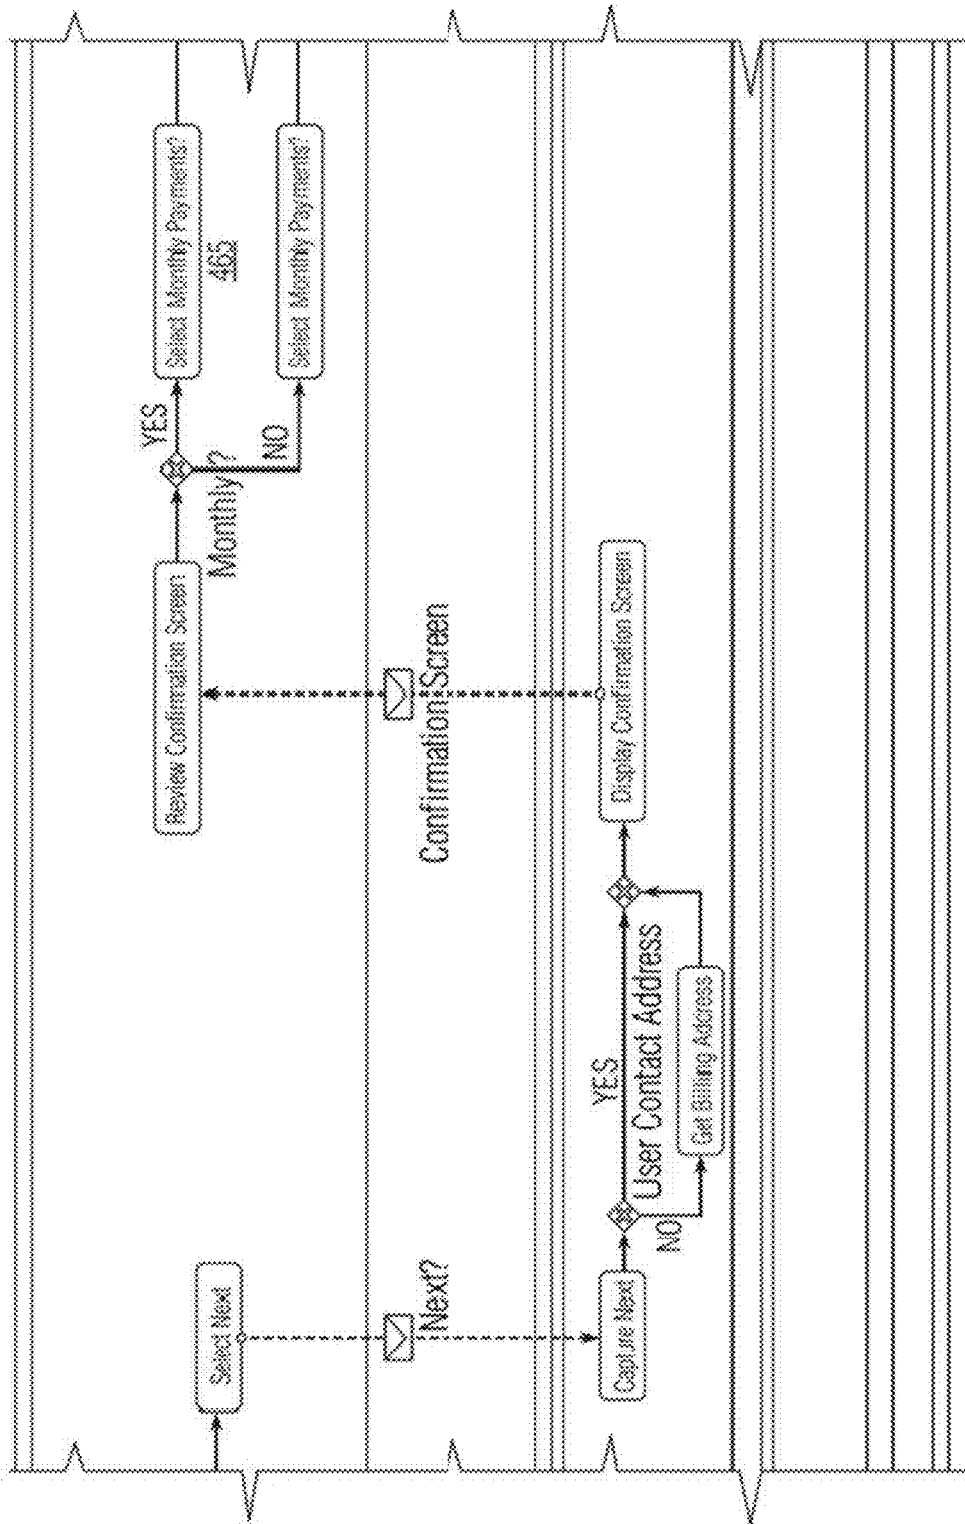 Select Next
Next?
Capture Next
NO
YES
User Contact Address
Get Billing Address
Display Confirmation Screen
Confirmation Screen
Review Confirmation Screen
Monthly?
YES
NO
Select Monthly Payments?
465
Select Monthly Payments?